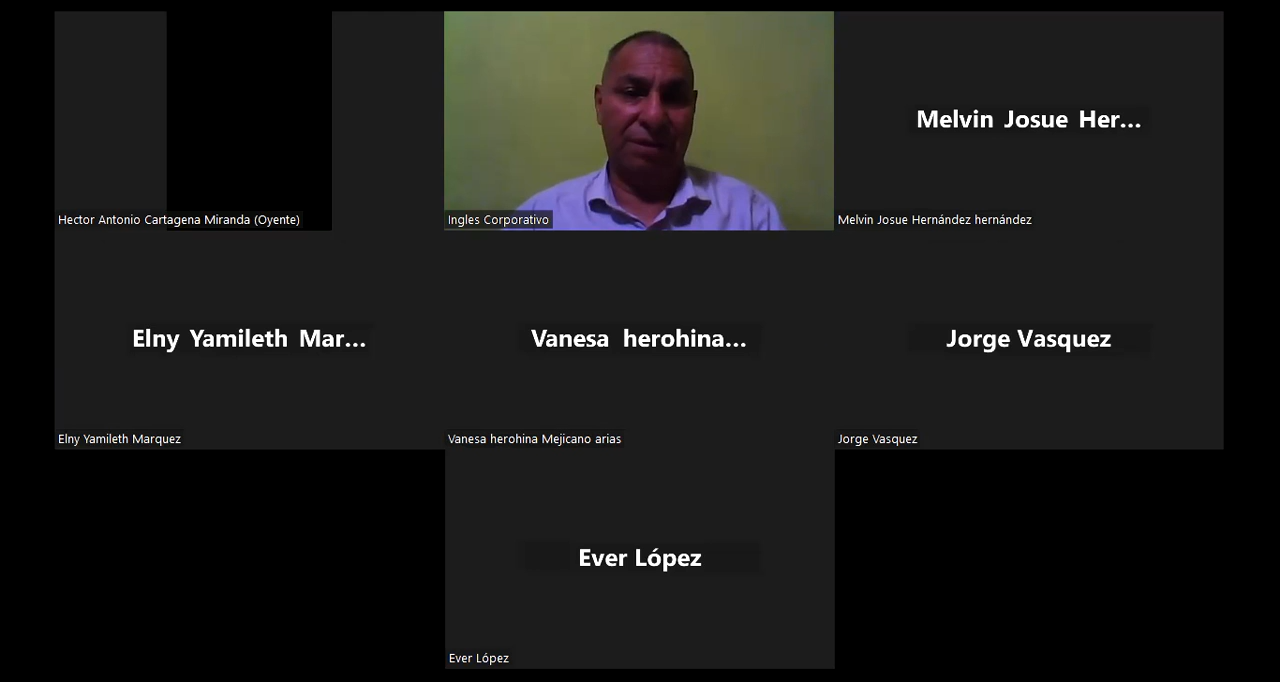 Hector Antonio Cartagena Miranda (Oyente)
Ingles Corporativo
Melvin Josue Her...
Melvin Josue Hernández hernández
Elny Yamileth Mar...
Elny Yamileth Marquez
Vanesa herohina...
Vanesa herohina Mejicano arias
Jorge Vasquez
Jorge Vasquez
Ever López
Ever López